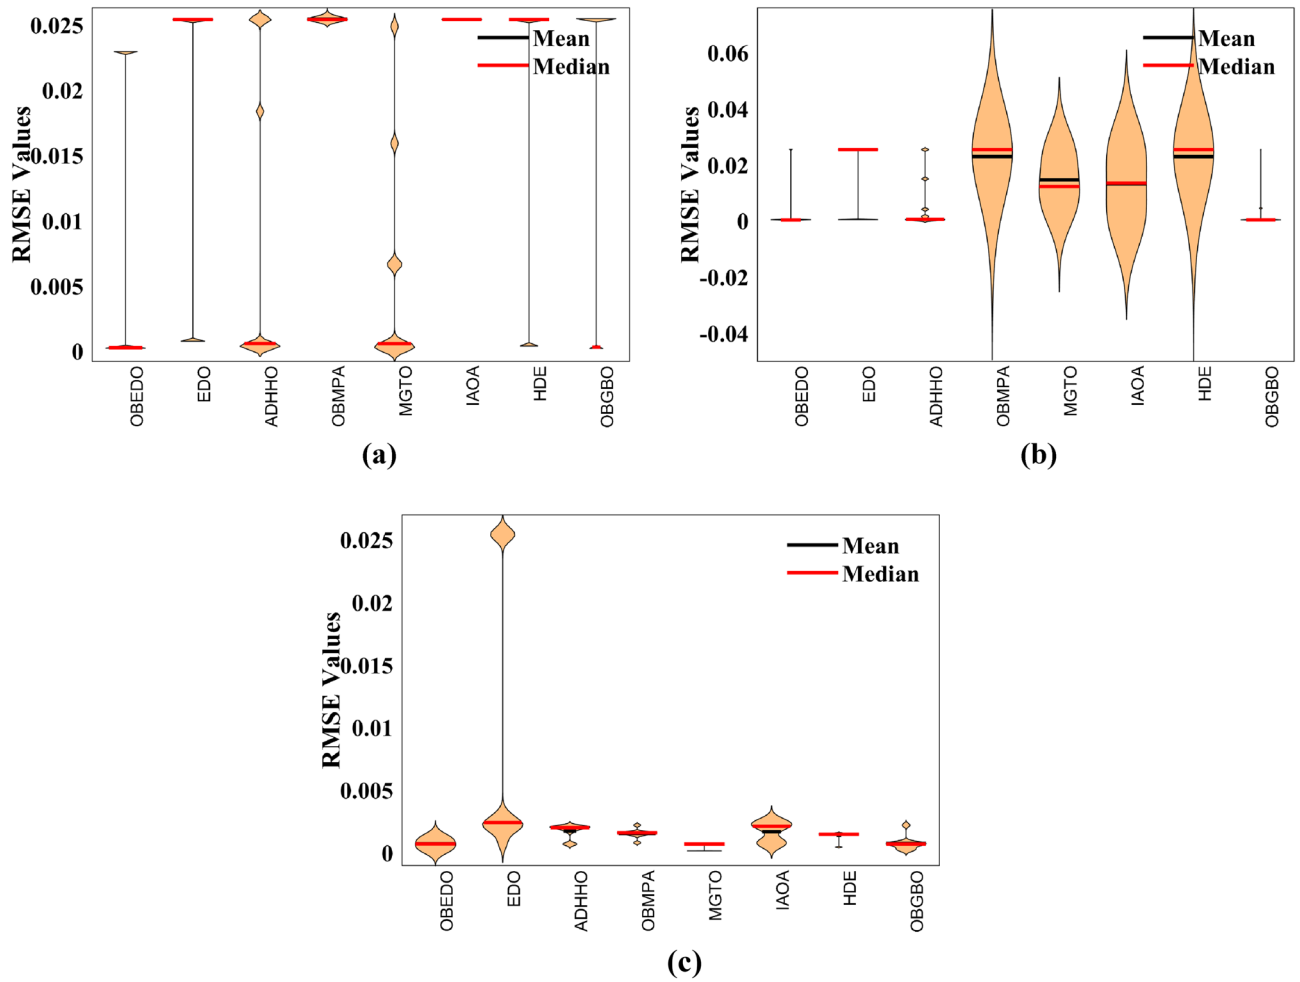 0.025
0.02
0.015
0.01
0.005
0
RMSE Values
Mean
Median
OBEDO
EDO
ADHHO
OBMPA
MGTO
IAOA
HDE
OBGBO
(a)
0.06
0.04
0.02
0
-0.02
-0.04
RMSE Values
Mean
Median
OBEDO
EDO
ADHHO
OBMPA
MGTO
IAOA
HDE
OBGBO
(b)
0.025
0.02
0.015
0.01
0.005
0
RMSE Values
Mean
Median
OBEDO
EDO
ADHHO
OBMPA
MGTO
IAOA
HDE
OBGBO
(c)